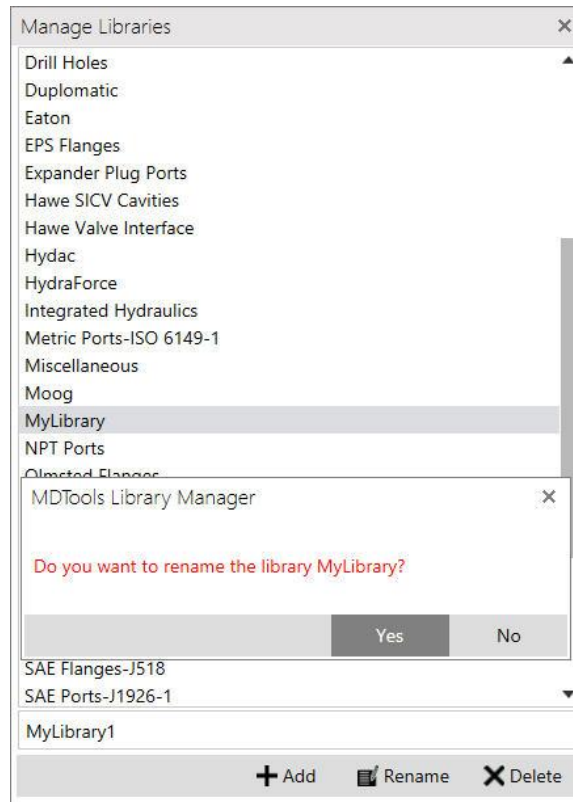 Manage Libraries
Drill Holes
Duplomatic
Eaton
EPS Flanges
Expander Plug Ports
Hawe SICV Cavities
Hawe Valve Interface
Hydac
HydraForce
Integrated Hydraulics
Metric Ports-ISO 6149-1
Miscellaneous
Moog
MyLibrary
NPT Ports
Olmsted Flanges
MDTools Library Manager
Do you want to rename the library MyLibrary?
Yes No
SAE Flanges-J518
SAE Ports-J1926-1
MyLibrary1
Add Rename Delete